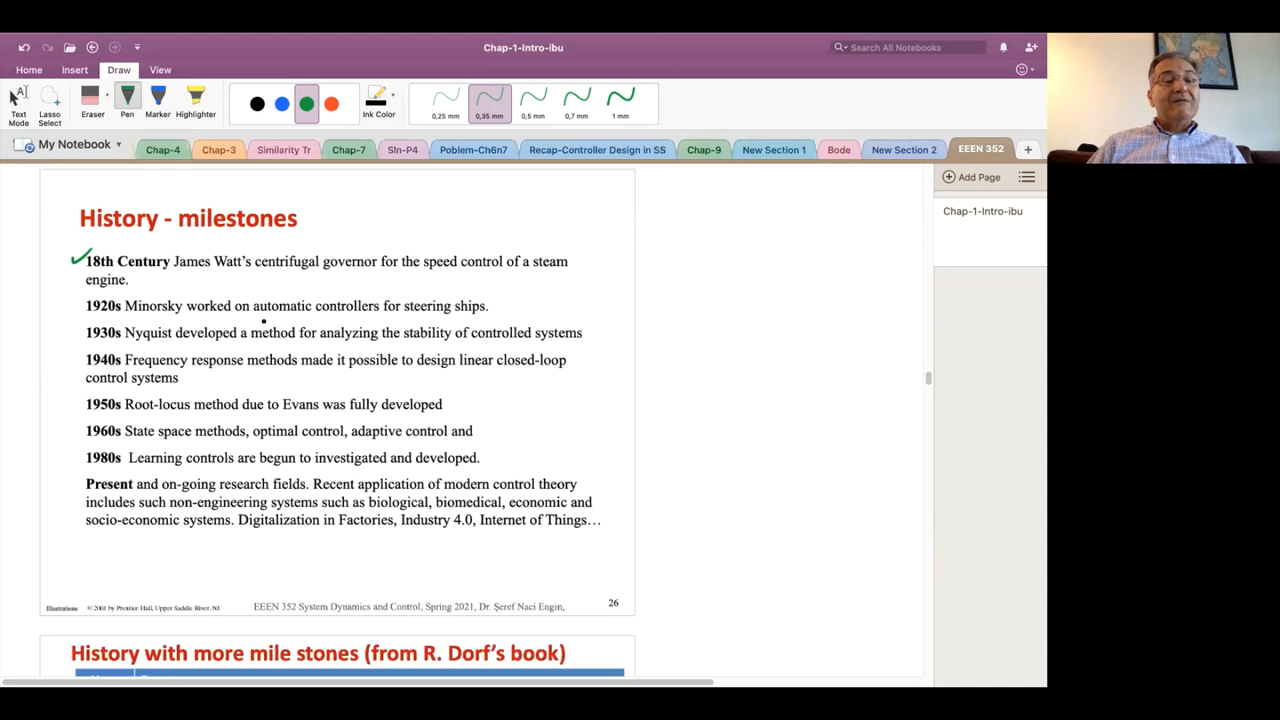 Chap-1-Intro-ibu
Search All Notebooks
Home Insert Draw View
Text Mode
Lasso Select
Eraser
Pen
Marker
Highlighter
Ink Color
0,25 mm
0,35 mm
0,5 mm
0,7 mm
1 mm
My Notebook
Chap-4
Chap-3
Similarity Tr
Chap-7
SIn-P4
Poblem-Ch6n7
Recap-Controller Design in SS
Chap-9
New Section 1
Bode
New Section 2
EEEN 352
Add Page
Chap-1-Intro-ibu
History - milestones
18th Century James Watt’s centrifugal governor for the speed control of a steam
engine.
1920s Minorsky worked on automatic controllers for steering ships.
1930s Nyquist developed a method for analyzing the stability of controlled systems
1940s Frequency response methods made it possible to design linear closed-loop
control systems
1950s Root-locus method due to Evans was fully developed
1960s State space methods, optimal control, adaptive control and
1980s Learning controls are begun to investigated and developed.
Present and on-going research fields. Recent application of modern control theory
includes such non-engineering systems such as biological, biomedical, economic and
socio-economic systems. Digitalization in Factories, Industry 4.0, Internet of Things…
Illustrations © 2001 by Prentice Hall, Upper Saddle River, NJ
EEEN 352 System Dynamics and Control, Spring 2021, Dr. Şeref Naci Engin,
26
History with more mile stones (from R. Dorf’s book)